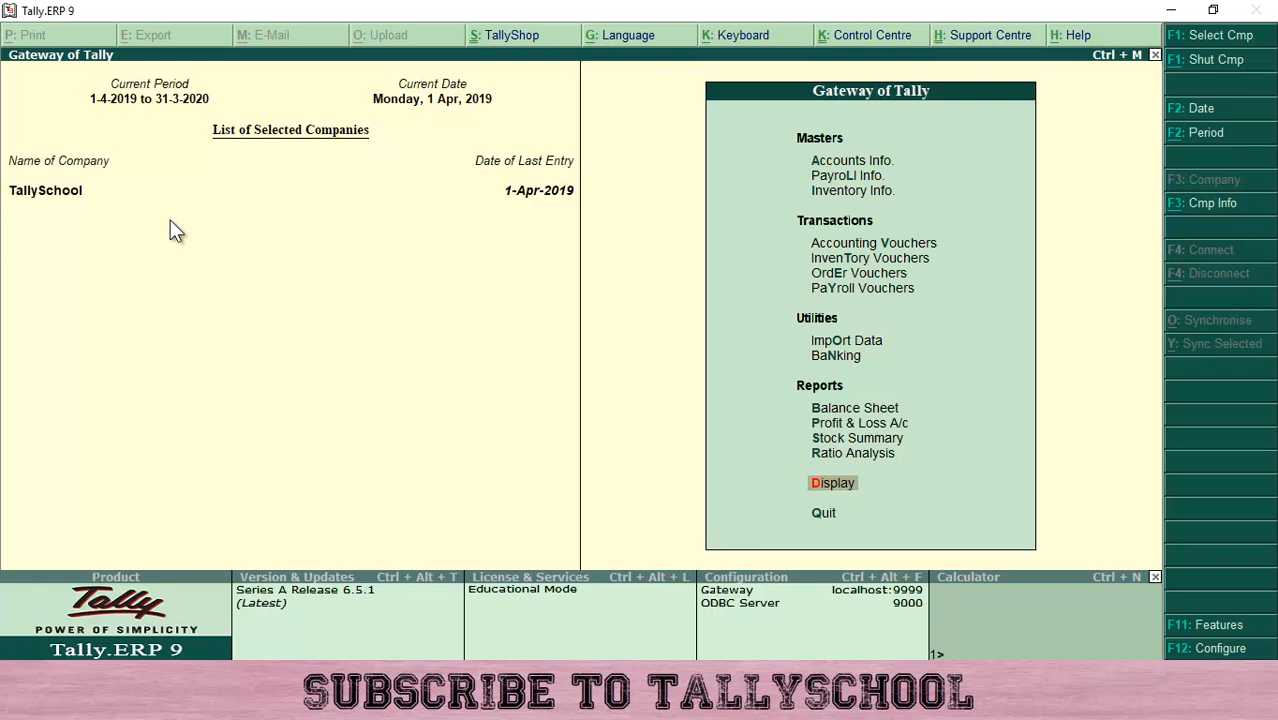 Tally.ERP 9
P: Print E: Export M: E-Mail O: Upload S: TallyShop G: Language K: Keyboard K: Control Centre H: Support Centre H: Help
Gateway of Tally Ctrl + M
Current Period Current Date
1-4-2019 to 31-3-2020 Monday, 1 Apr, 2019
List of Selected Companies
Name of Company Date of Last Entry
TallySchool 1-Apr-2019
Gateway of Tally
Masters
Accounts Info.
PayroLl Info.
Inventory Info.
Transactions
Accounting Vouchers
InvenTory Vouchers
OrdEr Vouchers
PaYroll Vouchers
Utilities
ImpOrt Data
BaNking
Reports
Balance Sheet
Profit & Loss A/c
Stock Summary
Ratio Analysis
Display
Quit
F1: Select Cmp
F1: Shut Cmp
F2: Date
F2: Period
F3: Company
F3: Cmp Info
F4: Connect
F4: Disconnect
O: Synchronise
Y: Sync Selected
F11: Features
F12: Configure
Product
Tally
POWER OF SIMPLICITY
Tally.ERP 9
Version & Updates Ctrl + Alt + T
Series A Release 6.5.1
(Latest)
License & Services Ctrl + Alt + L
Educational Mode
Configuration Ctrl + Alt + F
Gateway localhost:9999
ODBC Server 9000
Calculator Ctrl + N
1>
SUBSCRIBE TO TALLYSCHOOL